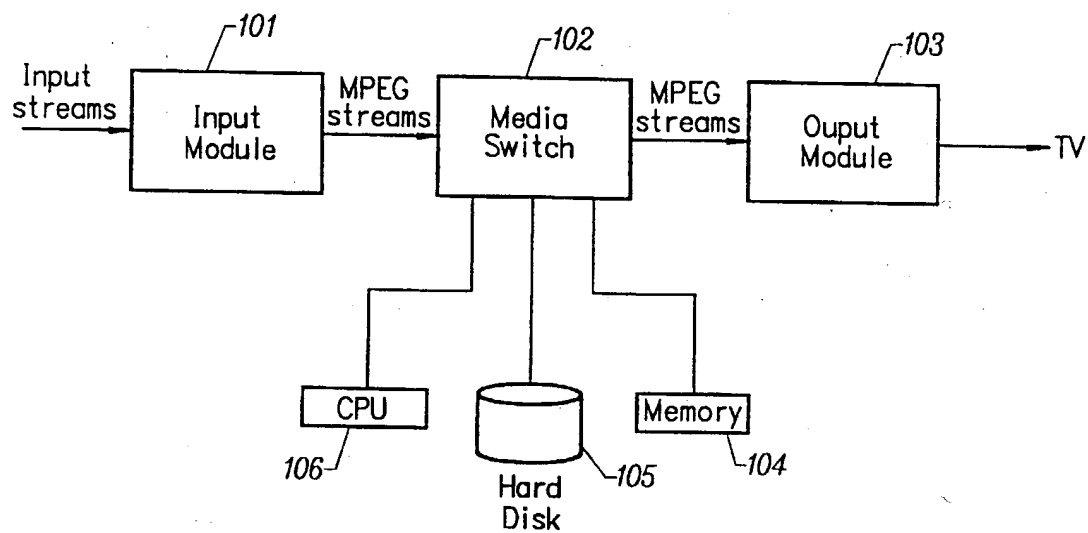 101
102
103
Input
streams
Input
Module
MPEG
streams
Media
Switch
MPEG
streams
Ouput
Module
TV
CPU
106
Hard
Disk
105
Memory
104